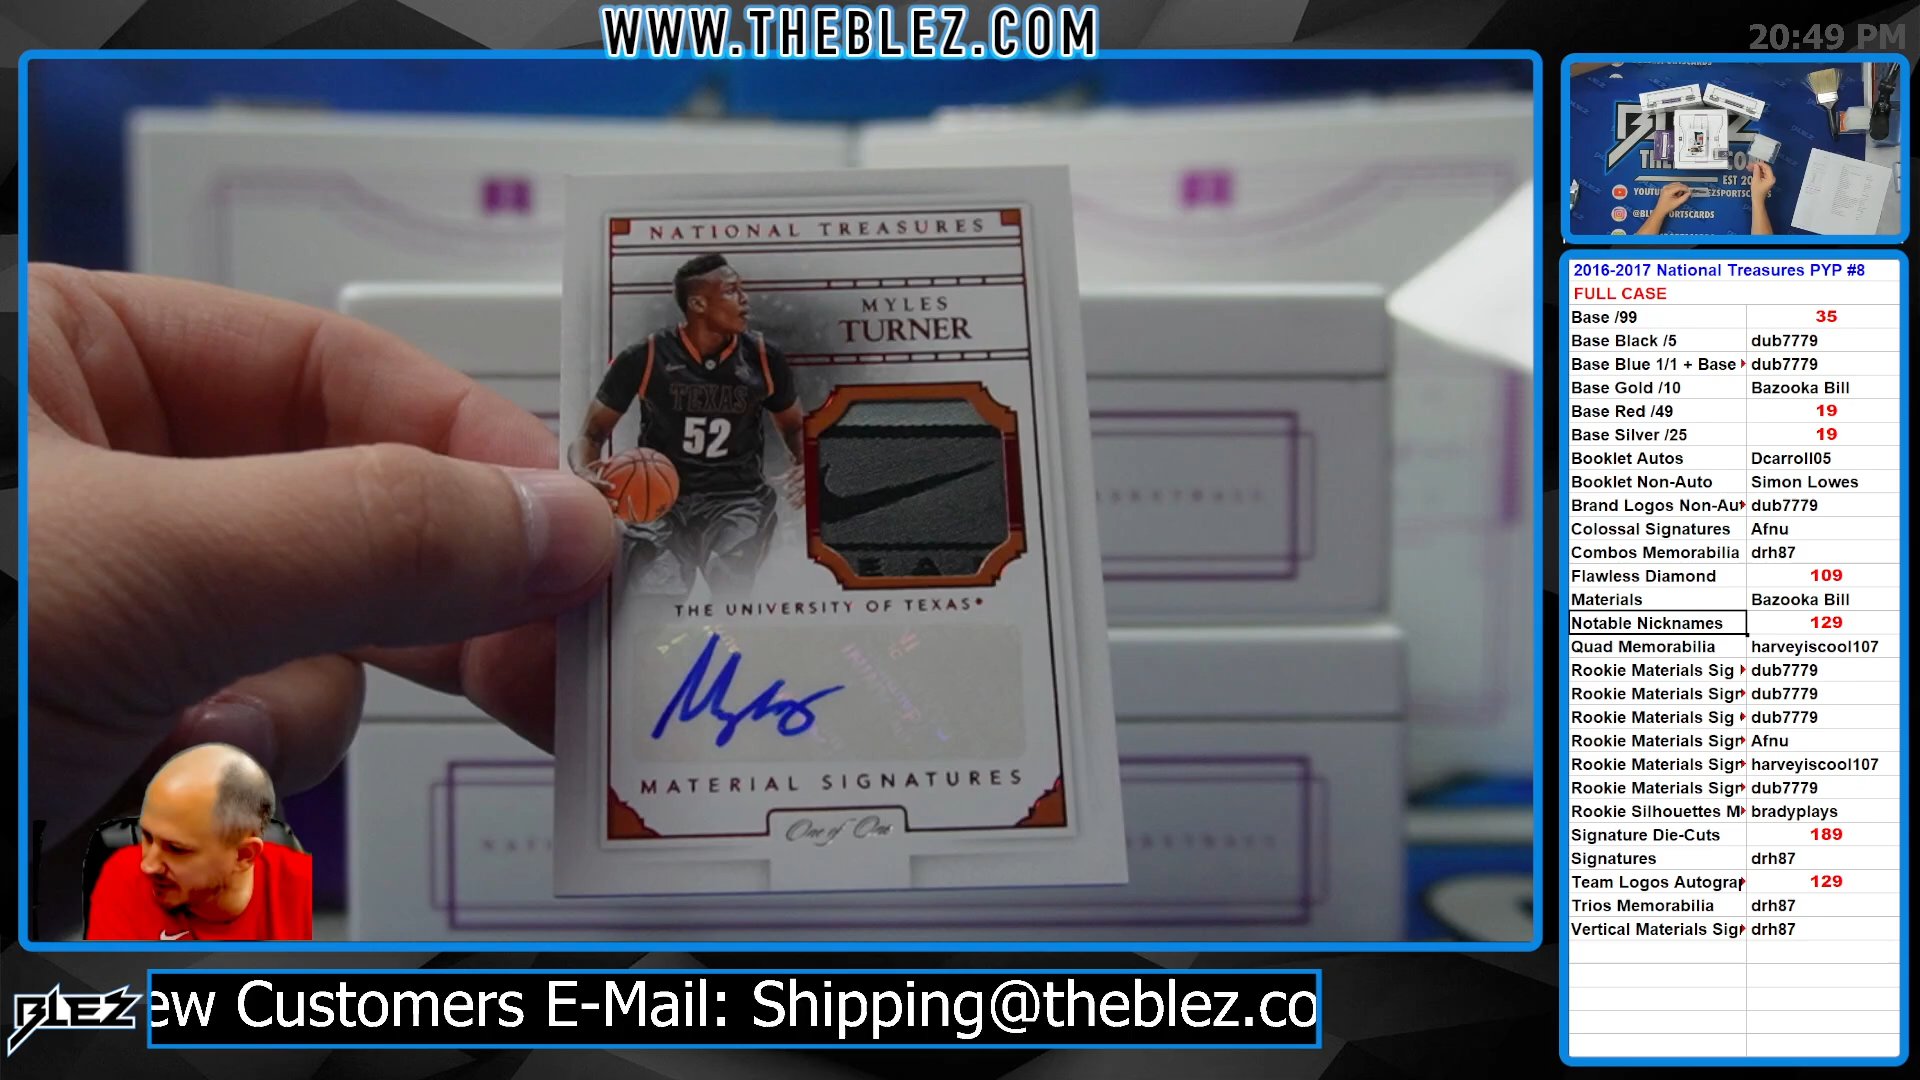 WWW.THEBLEZ.COM
20:49 PM
NATIONAL TREASURES
MYLES
TURNER
TEXAS
52
THE UNIVERSITY OF TEXAS
MATERIAL SIGNATURES
One of One
EST 20
@BL
2016-2017 National Treasures PYP #8
FULL CASE
Base /99 35
Base Black /5 dub7779
Base Blue 1/1 + Base dub7779
Base Gold /10 Bazooka Bill
Base Red /49 19
Base Silver /25 19
Booklet Autos Dcarroll05
Booklet Non-Auto Simon Lowes
Brand Logos Non-Au dub7779
Colossal Signatures Afnu
Combos Memorabilia drh87
Flawless Diamond 109
Materials Bazooka Bill
Notable Nicknames 129
Quad Memorabilia harveyiscool107
Rookie Materials Sig dub7779
Rookie Materials Sigr dub7779
Rookie Materials Sig dub7779
Rookie Materials Sigr Afnu
Rookie Materials Sigr harveyiscool107
Rookie Materials Sigr dub7779
Rookie Silhouettes M bradyplays
Signature Die-Cuts 189
Signatures drh87
Team Logos Autogra 129
Trios Memorabilia drh87
Vertical Materials Sig drh87
BLEZ
ew Customers E-Mail: Shipping@theblez.co